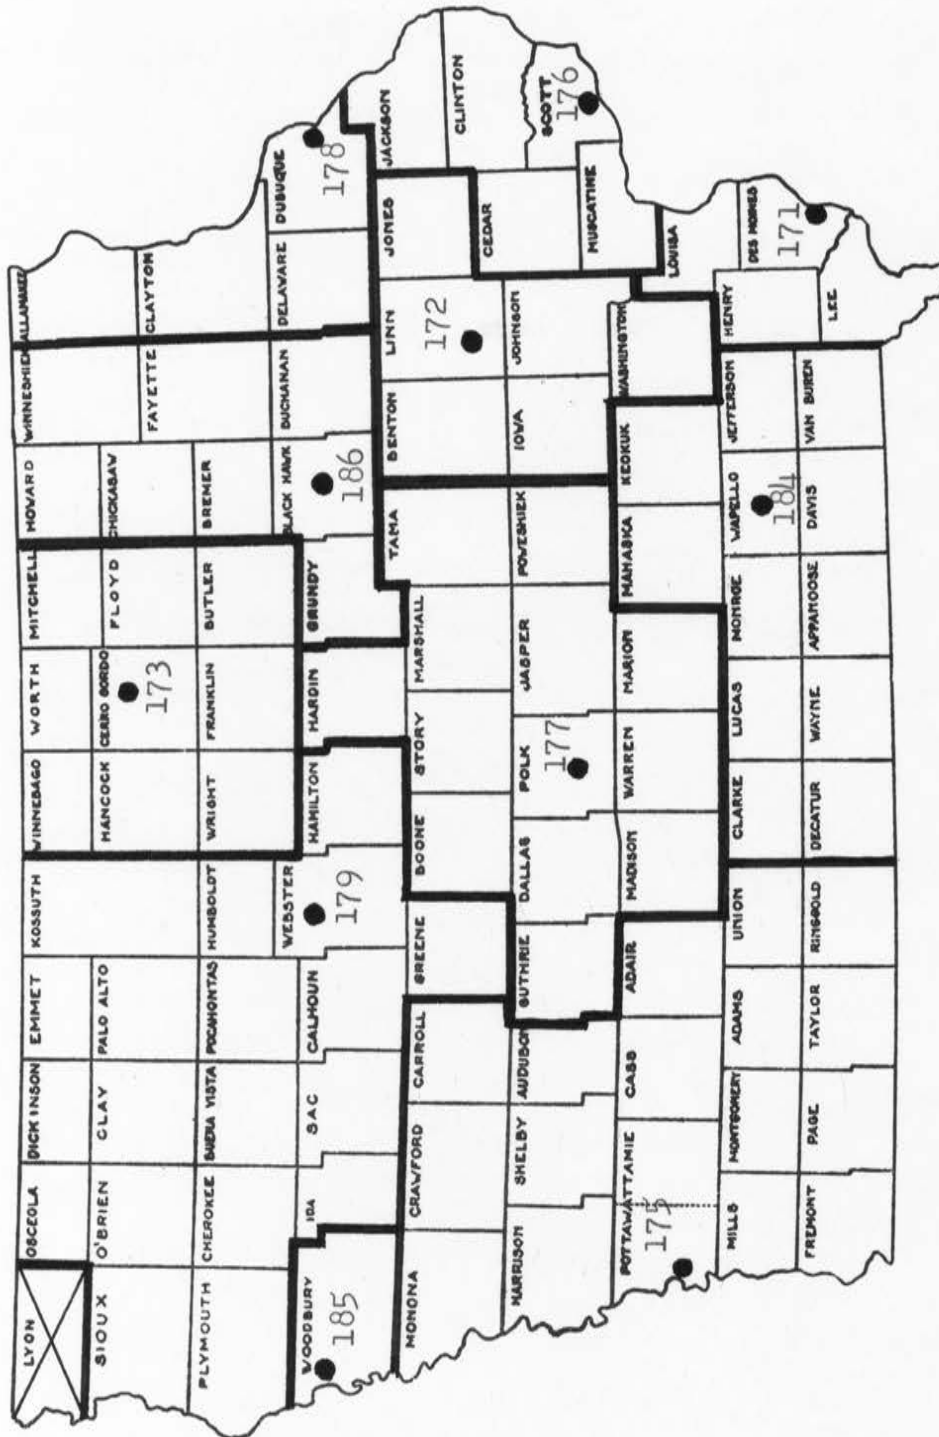 LYON
OSCEOLA
DICKINSON
EMMET
KOSSUTH
WINNEBAGO
WORTH
MITCHELL
HOWARD
WINNESHIEK
ALLAMAKEE
SIOUX
O'BRIEN
CLAY
PALO ALTO
HANCOCK
CERRO GORDO
173
FLOYD
CHICKASAW
FAYETTE
CLAYTON
PLYMOUTH
CHEROKEE
BUENA VISTA
POCAHONTAS
HUMBOLDT
WRIGHT
FRANKLIN
BUTLER
BREMER
WOODBURY
185
IDA
SAC
CALHOUN
WEBSTER
179
HAMILTON
HARDIN
GRUNDY
BLACK HAWK
186
BUCHANAN
DELAWARE
DUBUQUE
178
MONONA
CRAWFORD
CARROLL
GREENE
BOONE
STORY
MARSHALL
TAMA
BENTON
LINN
172
JONES
JACKSON
CLINTON
HARRISON
SHELBY
AUDUBON
GUTHRIE
DALLAS
POLK
177
JASPER
POWESHIEK
IOWA
JOHNSON
CEDAR
SCOTT
176
MUSCATINE
POTTAWATTAMIE
175
CASS
ADAIR
MADISON
WARREN
MARION
MAHASKA
KEOKUK
WASHINGTON
LOUISA
MILLS
MONTGOMERY
ADAMS
UNION
CLARKE
LUCAS
MONROE
WAPELLO
184
JEFFERSON
HENRY
DES MOINES
171
FREMONT
PAGE
TAYLOR
RINGGOLD
DECATUR
WAYNE
APPANOOSE
DAVIS
VAN BUREN
LEE